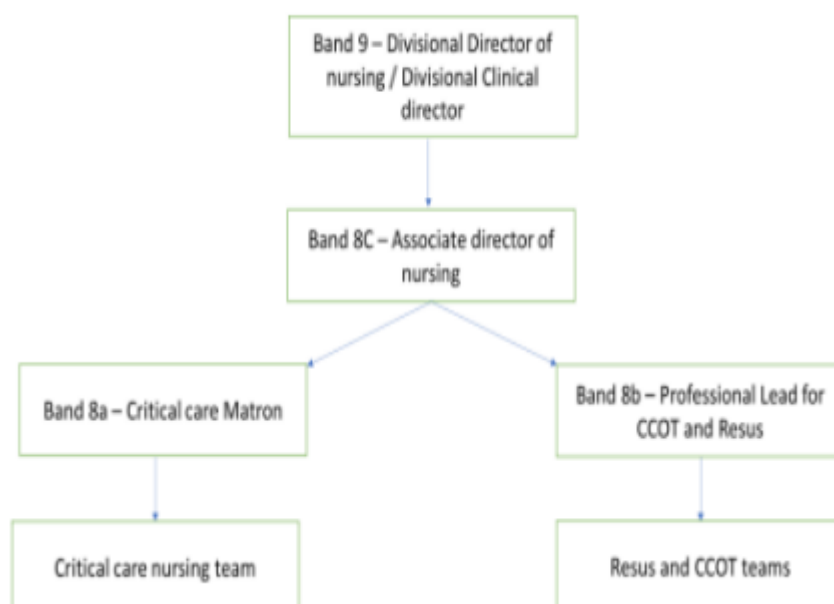 Band 9 – Divisional Director of
nursing / Divisional Clinical
director
Band 8C – Associate director of
nursing
Band 8a – Critical care Matron
Band 8b – Professional Lead for
CCOT and Resus
Critical care nursing team
Resus and CCOT teams